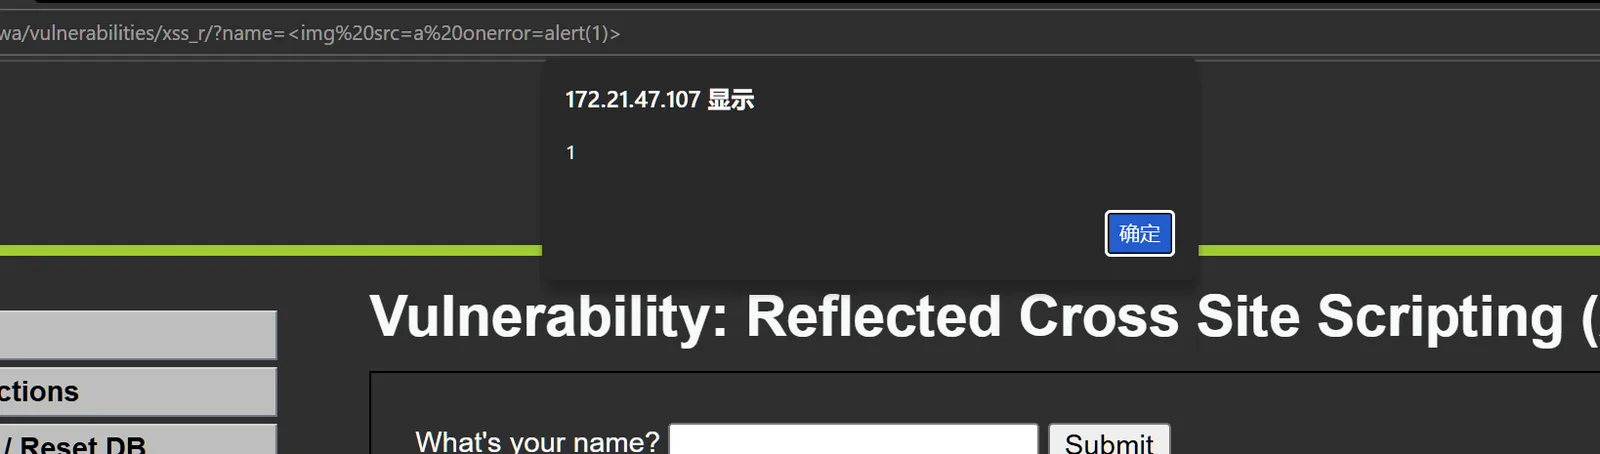 wa/vulnerabilities/xss_r/?name=<img%20src=a%20onerror=alert(1)>
172.21.47.107 显示
1
确定
Vulnerability: Reflected Cross Site Scripting (
ctions
/ Reset DB
What's your name?
Submit